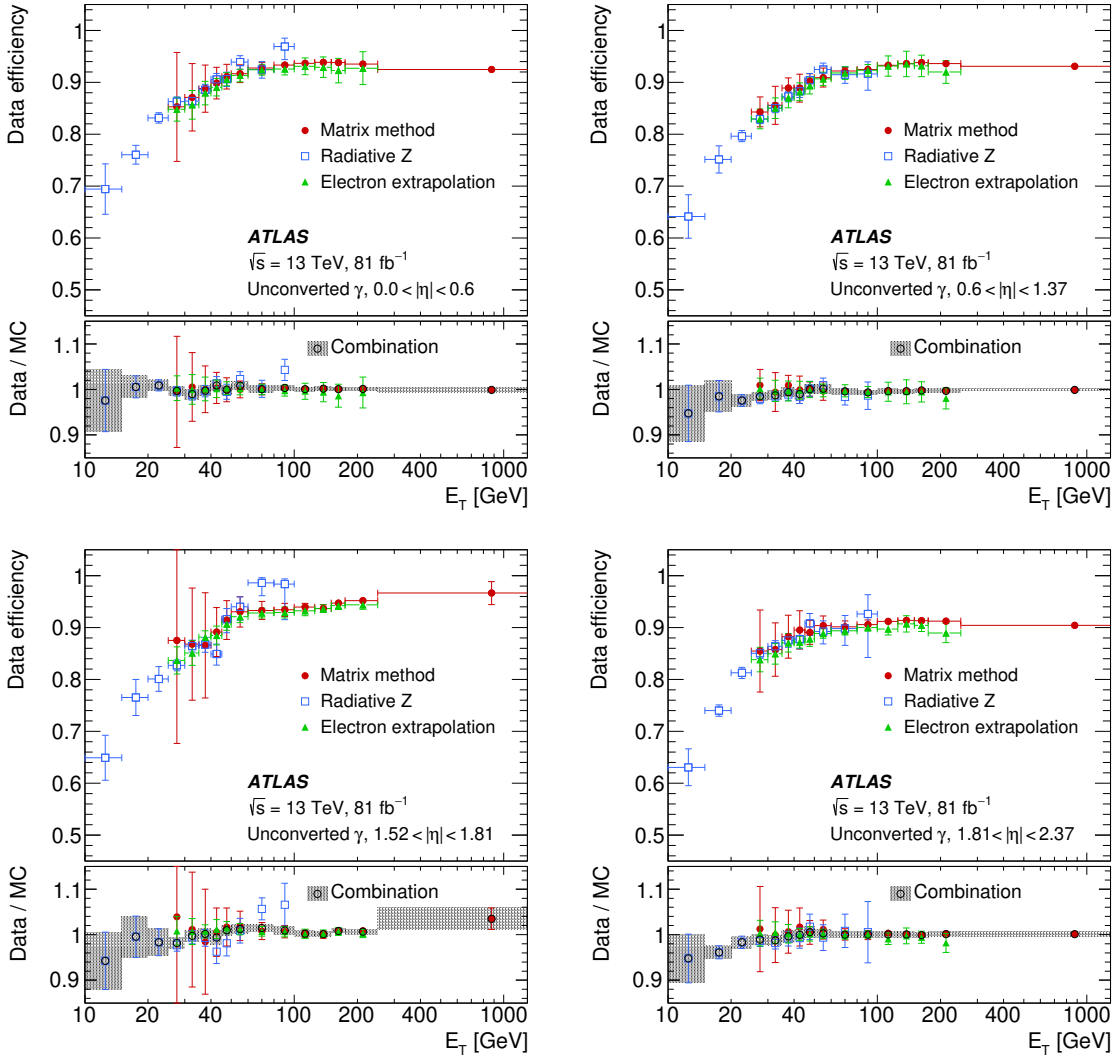 Data efficiency
1
0.9
0.8
0.7
0.6
0.5
Matrix method
Radiative Z
Electron extrapolation
ATLAS
√s = 13 TeV, 81 fb⁻¹
Unconverted γ, 0.0 < |η| < 0.6
Data / MC
1.1
1
0.9
Combination
10 20 30 40 100 200 1000
E_T [GeV]
Data efficiency
1
0.9
0.8
0.7
0.6
0.5
Matrix method
Radiative Z
Electron extrapolation
ATLAS
√s = 13 TeV, 81 fb⁻¹
Unconverted γ, 0.6 < |η| < 1.37
Data / MC
1.1
1
0.9
Combination
10 20 30 40 100 200 1000
E_T [GeV]
Data efficiency
1
0.9
0.8
0.7
0.6
0.5
Matrix method
Radiative Z
Electron extrapolation
ATLAS
√s = 13 TeV, 81 fb⁻¹
Unconverted γ, 1.52 < |η| < 1.81
Data / MC
1.1
1
0.9
Combination
10 20 30 40 100 200 1000
E_T [GeV]
Data efficiency
1
0.9
0.8
0.7
0.6
0.5
Matrix method
Radiative Z
Electron extrapolation
ATLAS
√s = 13 TeV, 81 fb⁻¹
Unconverted γ, 1.81 < |η| < 2.37
Data / MC
1.1
1
0.9
Combination
10 20 30 40 100 200 1000
E_T [GeV]